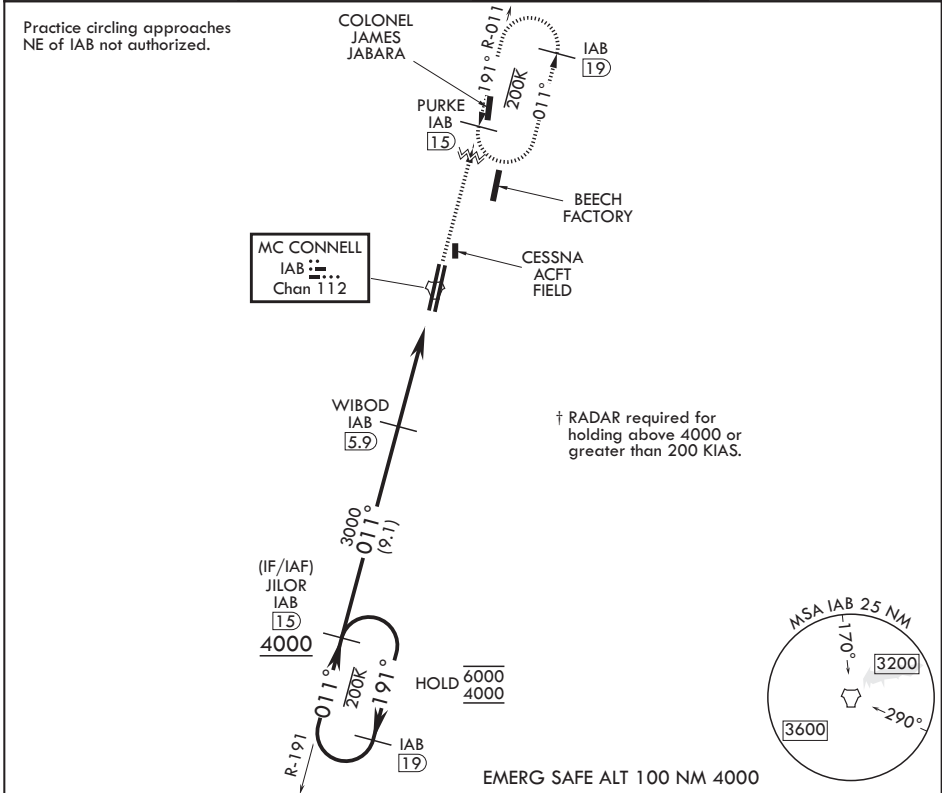 Practice circling approaches
NE of IAB not authorized.
COLONEL
JAMES
JABARA
191° R-011
200K
011°
IAB
19
PURKE
IAB
15
BEECH
FACTORY
MC CONNELL
IAB
Chan 112
CESSNA
ACFT
FIELD
WIBOD
IAB
5.9
† RADAR required for
holding above 4000 or
greater than 200 KIAS.
3000
011°
(9.1)
(IF/IAF)
JILOR
IAB
15
4000
011°
200K
191°
HOLD 6000
4000
IAB
19
R-191
MSA IAB 25 NM
170°
3200
290°
3600
EMERG SAFE ALT 100 NM 4000